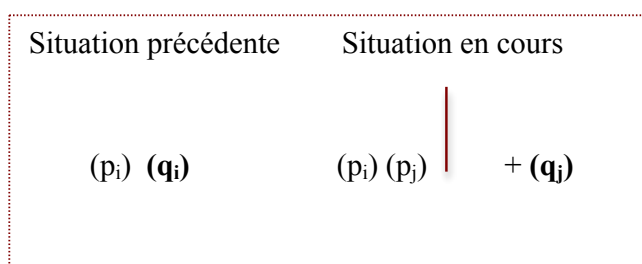 Situation précédente Situation en cours
(pᵢ) (qᵢ) (pᵢ) (pⱼ) + (qⱼ)